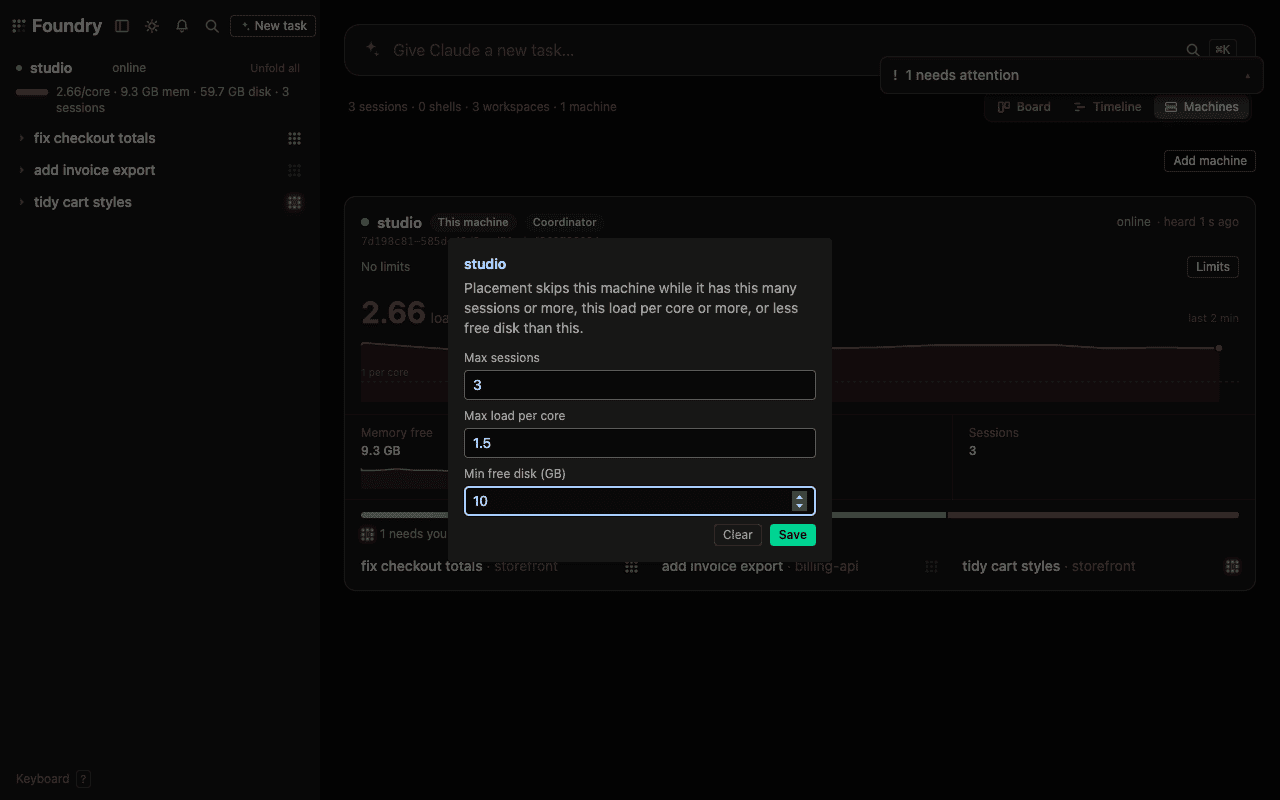 Foundry
New task
studio
online
Unfold all
2.66/core · 9.3 GB mem · 59.7 GB disk · 3
sessions
fix checkout totals
add invoice export
tidy cart styles
Keyboard ?
Give Claude a new task...
⌘K
! 1 needs attention
3 sessions · 0 shells · 3 workspaces · 1 machine
Board
Timeline
Machines
Add machine
studio
This machine
Coordinator
online · heard 1 s ago
No limits
Limits
2.66
last 2 min
1 per core
Memory free
9.3 GB
Sessions
3
1 needs you
fix checkout totals · storefront
add invoice export · billing-api
tidy cart styles · storefront
studio
Placement skips this machine while it has this many
sessions or more, this load per core or more, or less
free disk than this.
Max sessions
3
Max load per core
1.5
Min free disk (GB)
10
Clear
Save